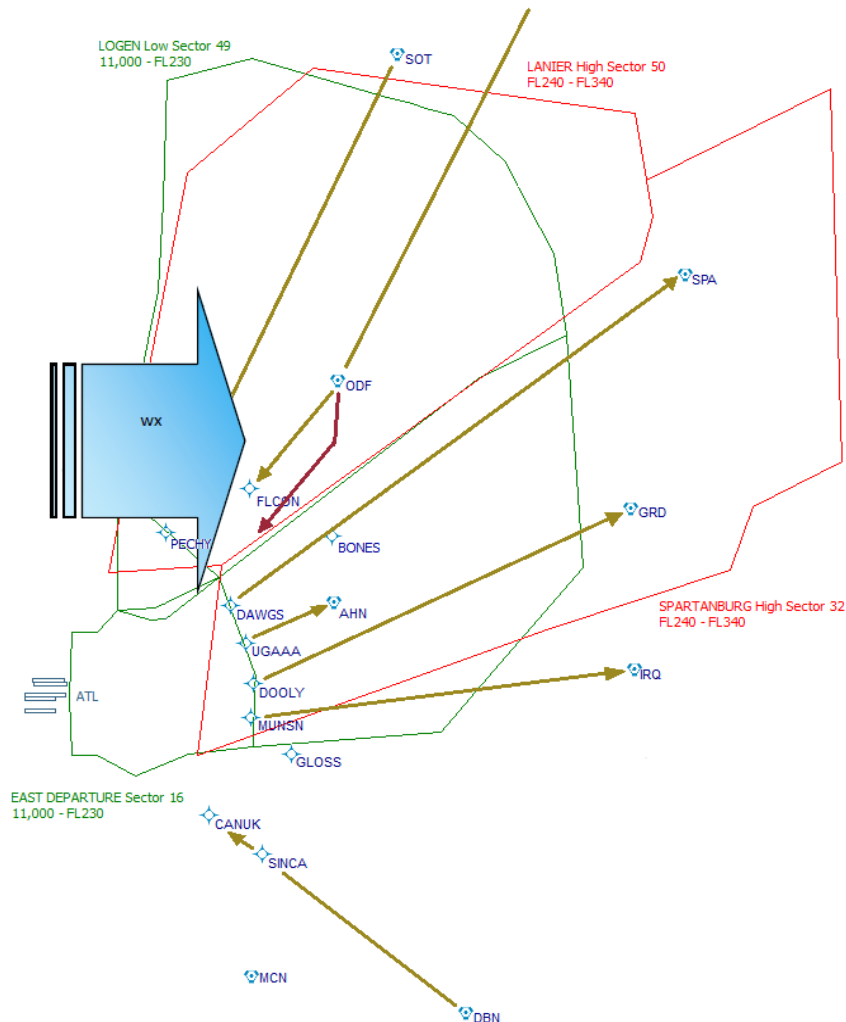 LOGEN Low Sector 49
11,000 - FL230
SOT
LANIER High Sector 50
FL240 - FL340
SPA
ODF
wx
FLCON
GRD
PECHY
BONES
DAWGS
AHN
SPARTANBURG High Sector 32
FL240 - FL340
UGAAA
IRQ
DOOLY
ATL
MUNSN
GLOSS
EAST DEPARTURE Sector 16
11,000 - FL230
CANUK
SINCA
MCN
DBN